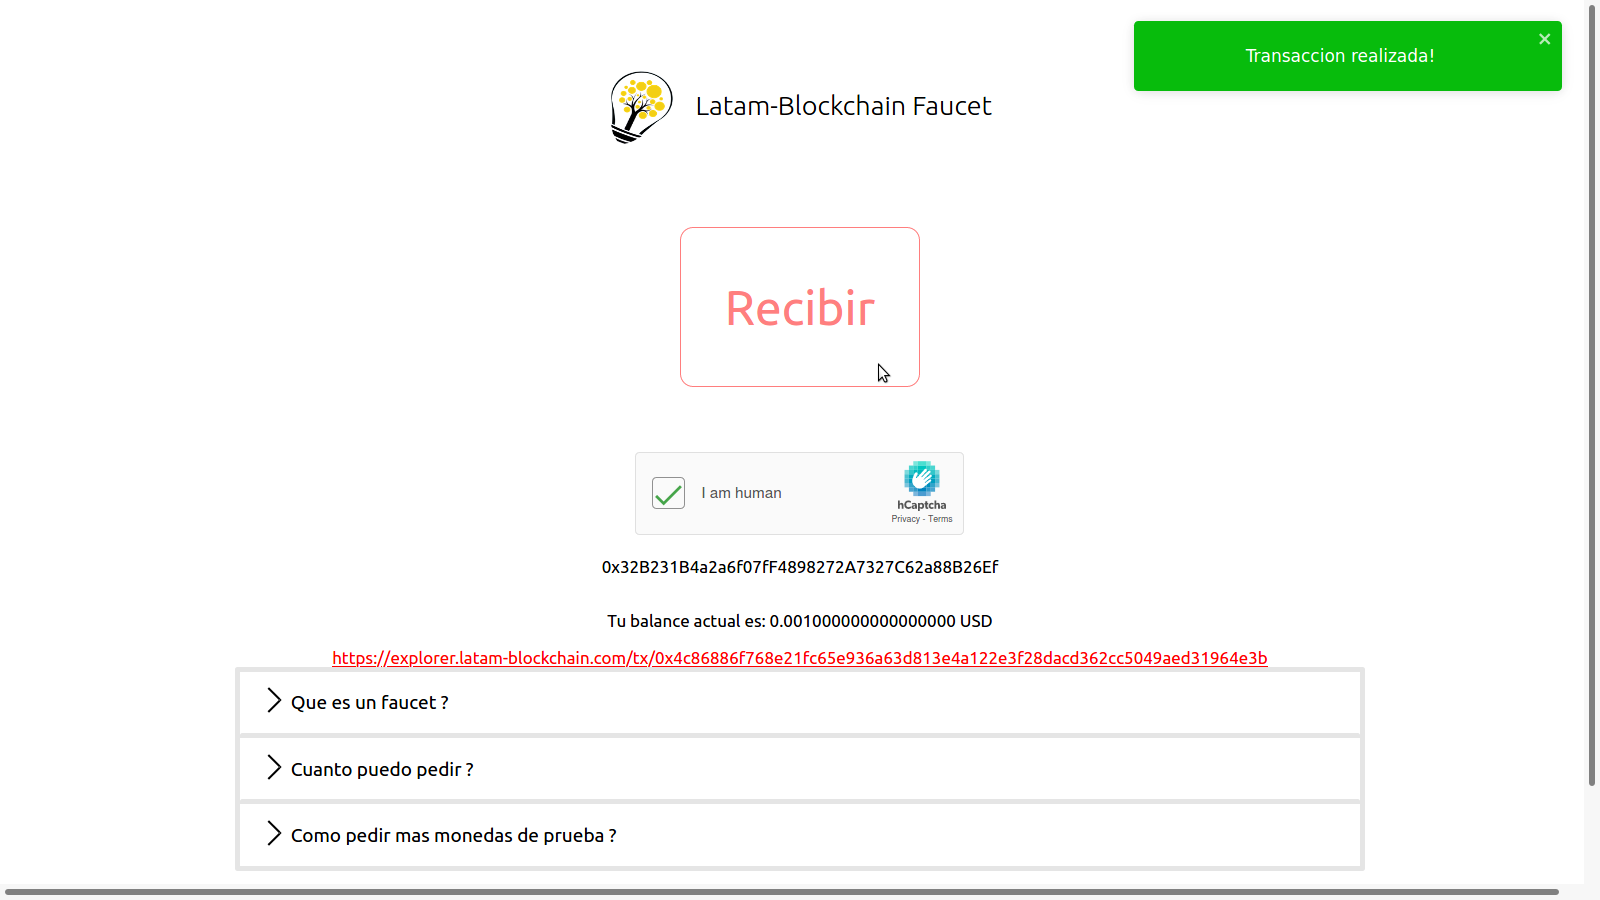 Transaccion realizada!
Latam-Blockchain Faucet
Recibir
I am human
hCaptcha
Privacy - Terms
0x32B231B4a2a6f07fF4898272A7327C62a88B26Ef
Tu balance actual es: 0.001000000000000000 USD
https://explorer.latam-blockchain.com/tx/0x4c86886f768e21fc65e936a63d813e4a122e3f28dacd362cc5049aed31964e3b
Que es un faucet ?
Cuanto puedo pedir ?
Como pedir mas monedas de prueba ?